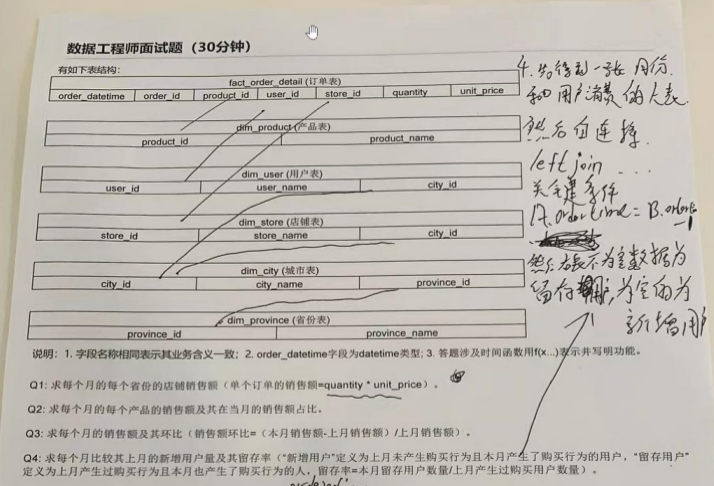 数据工程师面试题（30分钟）
有如下表结构：
fact_order_detail (订单表)
order_datetime order_id product_id user_id store_id quantity unit_price
dim_product (产品表)
product_id product_name
dim_user (用户表)
user_id user_name city_id
dim_store (店铺表)
store_id store_name city_id
dim_city (城市表)
city_id city_name province_id
dim_province (省份表)
province_id province_name
说明：1. 字段名称相同表示其业务含义一致；2. order_datetime字段为datetime类型；3. 答题涉及时间函数用f(x...)表示并写明功能。
Q1: 求每个月的每个省份的店铺销售额（单个订单的销售额=quantity * unit_price）。
Q2: 求每个月的每个产品的销售额及其在当月的销售额占比。
Q3: 求每个月的销售额及其环比（销售额环比=（本月销售额-上月销售额）/上月销售额）。
Q4: 求每个月比较其上月的新增用户量及其留存率（“新增用户”定义为上月未产生购买行为且本月产生了购买行为的用户，“留存用户”
定义为上月产生过购买行为且本月也产生了购买行为的人，留存率=本月留存用户数量/上月产生过购买用户数量）。
4. 先得到一张 月份
和用户消费的大表
然后自连接
left join ...
关键条件
A.ordertime = B.
-1
然后右表不为空数据为
留存用户，为空的为
新增用户